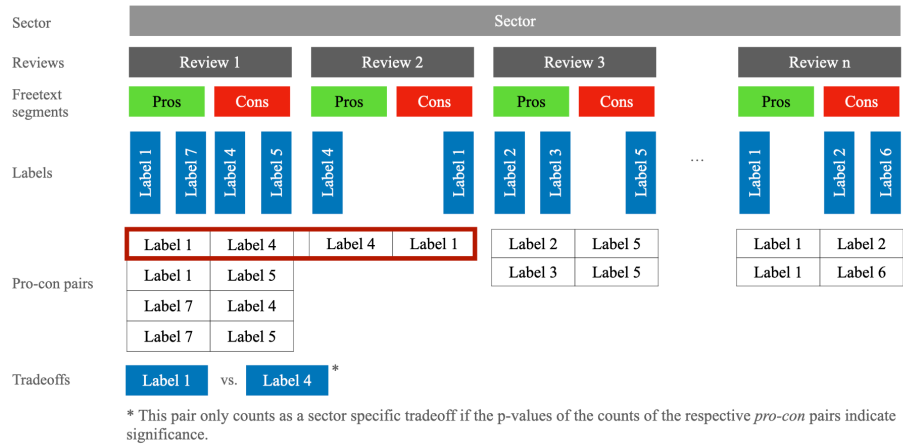 Sector Sector
Reviews Review 1 Review 2 Review 3 Review n
Freetext segments Pros Cons Pros Cons Pros Cons Pros Cons
Labels Label 1 Label 7 Label 4 Label 5 Label 4 Label 1 Label 2 Label 3 Label 5 ... Label 1 Label 2 Label 6
Label 1 Label 4 Label 4 Label 1 Label 2 Label 5 Label 1 Label 2
Pro-con pairs Label 1 Label 5 Label 3 Label 5 Label 1 Label 6
Label 7 Label 4
Label 7 Label 5
Tradeoffs Label 1 vs. Label 4 *
* This pair only counts as a sector specific tradeoff if the p-values of the counts of the respective pro-con pairs indicate
significance.